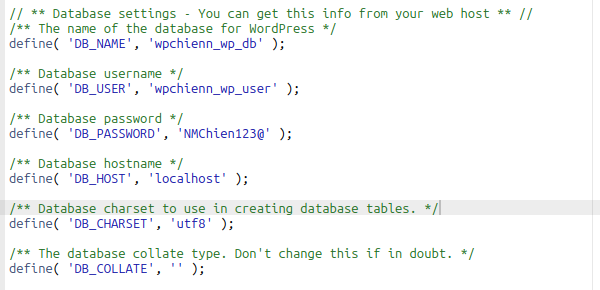 // ** Database settings - You can get this info from your web host ** //
/** The name of the database for WordPress */
define( 'DB_NAME', 'wpchienn_wp_db' );
/** Database username */
define( 'DB_USER', 'wpchienn_wp_user' );
/** Database password */
define( 'DB_PASSWORD', 'NMChien123@' );
/** Database hostname */
define( 'DB_HOST', 'localhost' );
/** Database charset to use in creating database tables. */
define( 'DB_CHARSET', 'utf8' );
/** The database collate type. Don't change this if in doubt. */
define( 'DB_COLLATE', '' );